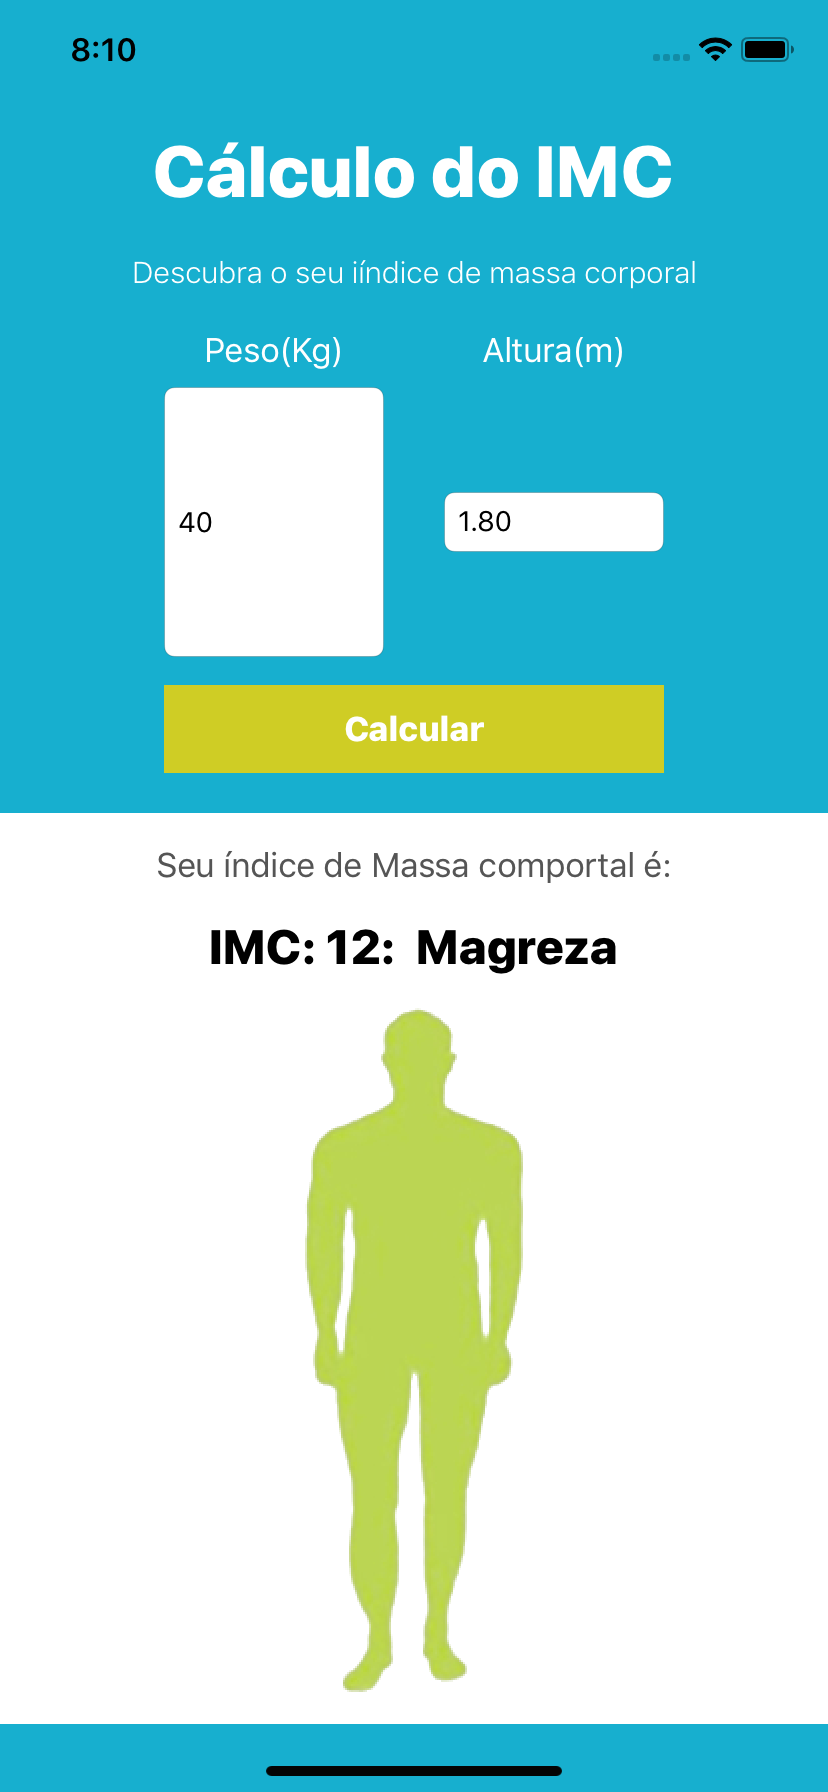 8:10
Cálculo do IMC
Descubra o seu iíndice de massa corporal
Peso(Kg) Altura(m)
40 1.80
Calcular
Seu índice de Massa comportal é:
IMC: 12:  Magreza